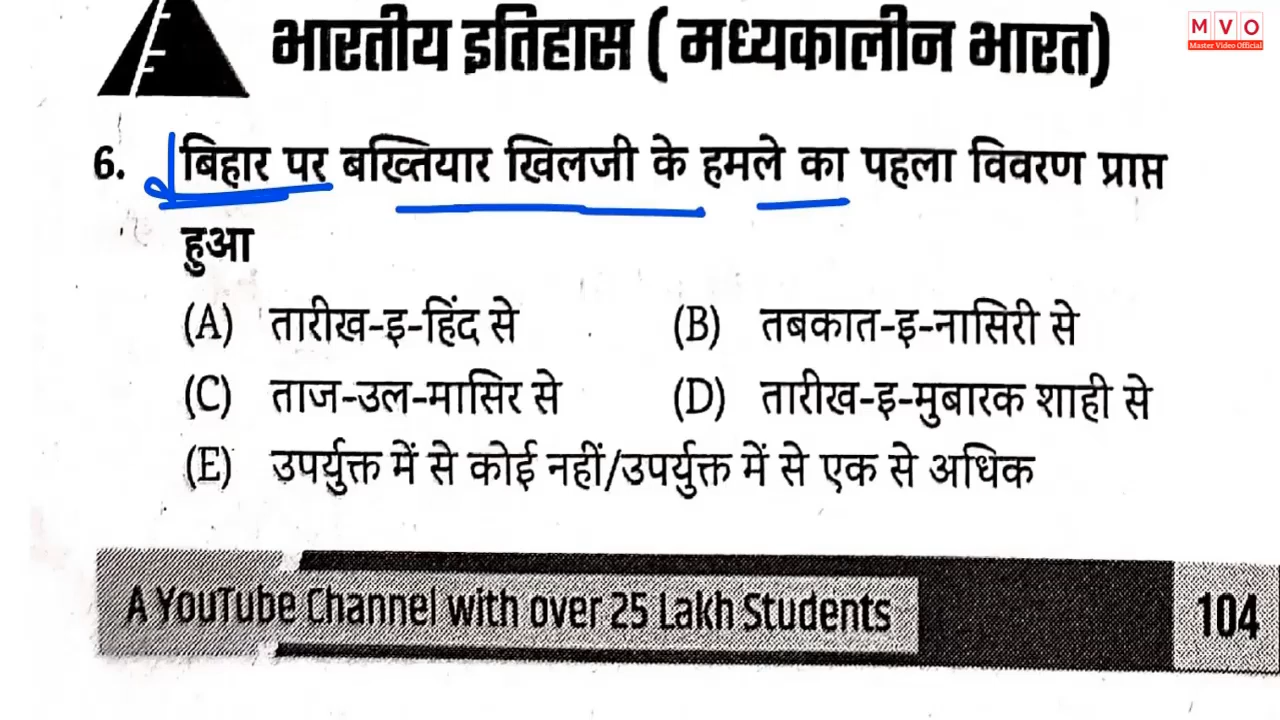 भारतीय इतिहास ( मध्यकालीन भारत)
M V O
Master Video Official
6. बिहार पर बख्तियार खिलजी के हमले का पहला विवरण प्राप्त
हुआ
(A) तारीख-इ-हिंद से (B) तबकात-इ-नासिरी से
(C) ताज-उल-मासिर से (D) तारीख-इ-मुबारक शाही से
(E) उपर्युक्त में से कोई नहीं/उपर्युक्त में से एक से अधिक
A YouTube Channel with over 25 Lakh Students
104